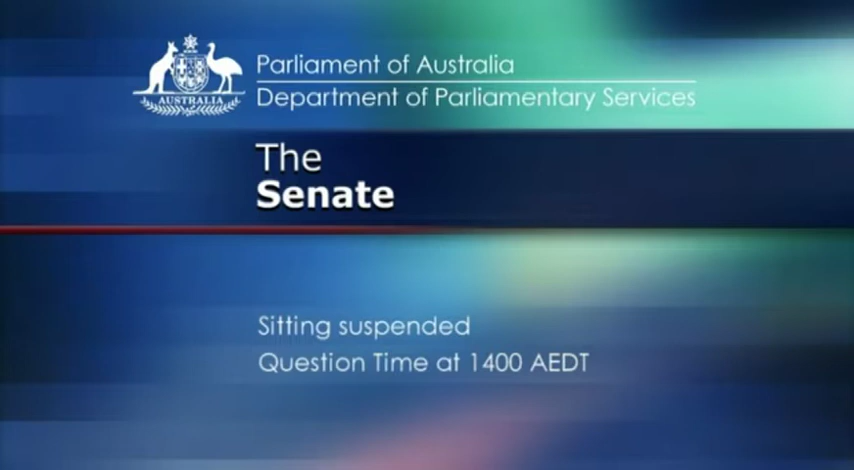 Parliament of Australia
AUSTRALIA
Department of Parliamentary Services
The
Senate
Sitting suspended
Question Time at 1400 AEDT